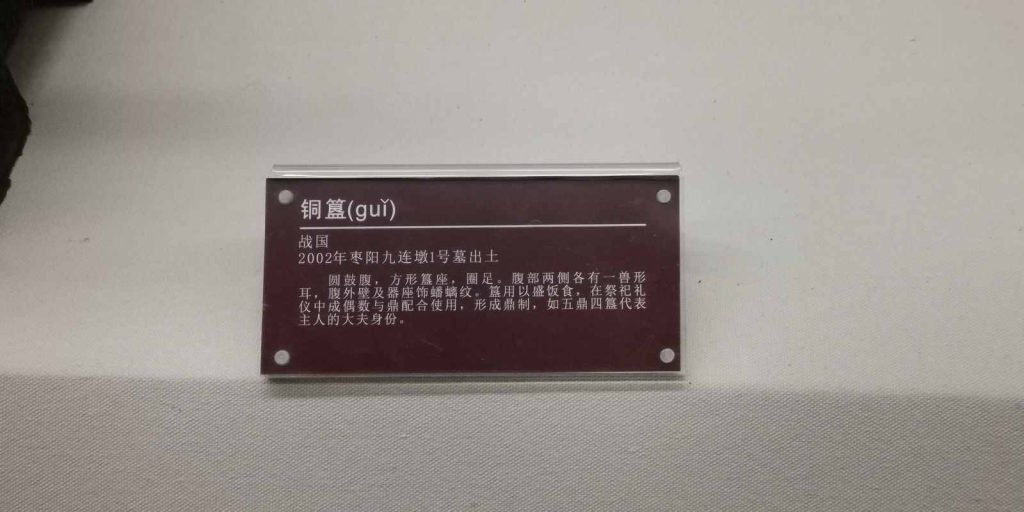 铜簋(guǐ)
战国
2002年枣阳九连墩1号墓出土
圆鼓腹，方形簋座，圈足。腹部两侧各有一兽形
耳，腹外壁及器座饰蟠螭纹。簋用以盛饭食，在祭祀礼
仪中成偶数与鼎配合使用，形成鼎制，如五鼎四簋代表
主人的大夫身份。